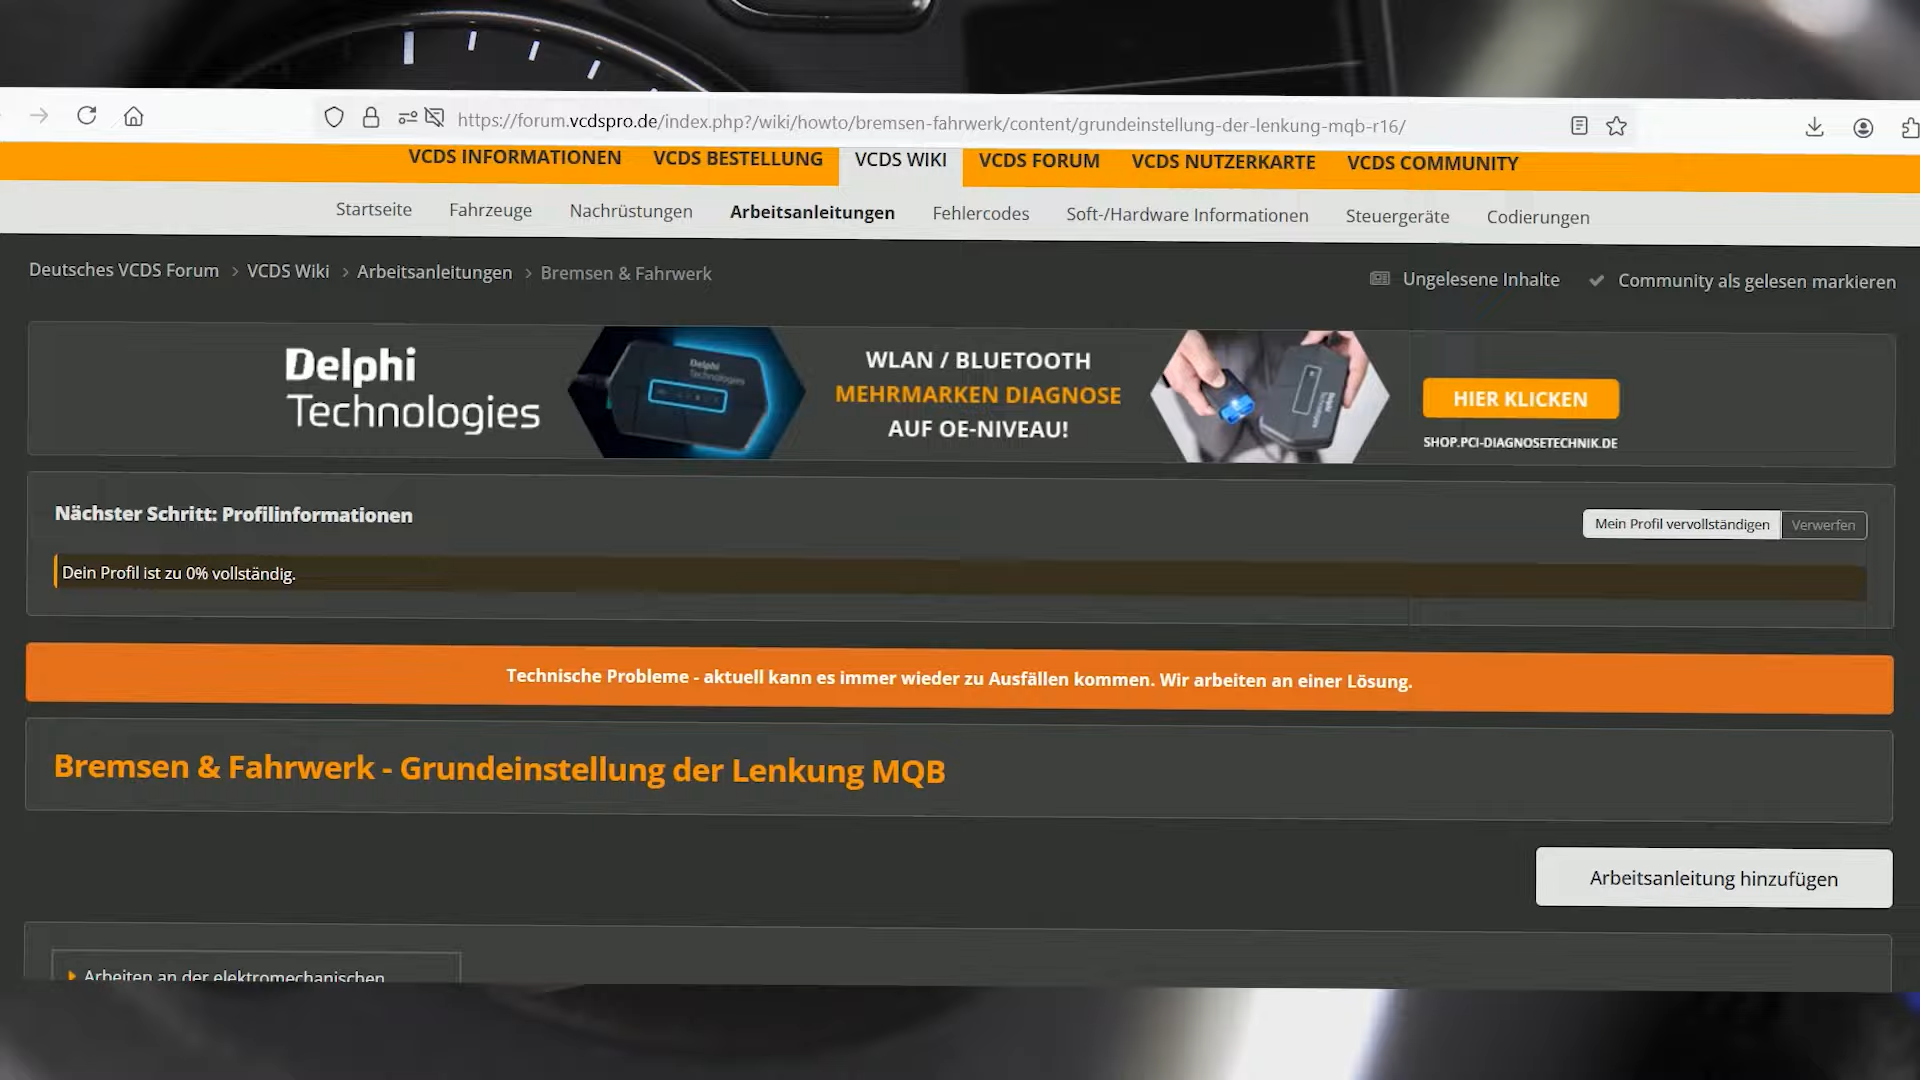 https://forum.vcdspro.de/index.php?/wiki/howto/bremsen-fahrwerk/content/grundeinstellung-der-lenkung-mqb-r16/
VCDS INFORMATIONEN VCDS BESTELLUNG VCDS WIKI VCDS FORUM VCDS NUTZERKARTE VCDS COMMUNITY
Startseite Fahrzeuge Nachrüstungen Arbeitsanleitungen Fehlercodes Soft-/Hardware Informationen Steuergeräte Codierungen
Deutsches VCDS Forum > VCDS Wiki > Arbeitsanleitungen > Bremsen & Fahrwerk
Ungelesene Inhalte Community als gelesen markieren
Delphi
Technologies
Delphi
Technologies
WLAN / BLUETOOTH
MEHRMARKEN DIAGNOSE
AUF OE-NIVEAU!
HIER KLICKEN
SHOP.PCI-DIAGNOSETECHNIK.DE
Nächster Schritt: Profilinformationen
Mein Profil vervollständigen Verwerfen
Dein Profil ist zu 0% vollständig.
Technische Probleme - aktuell kann es immer wieder zu Ausfällen kommen. Wir arbeiten an einer Lösung.
Bremsen & Fahrwerk - Grundeinstellung der Lenkung MQB
Arbeitsanleitung hinzufügen
Arbeiten an der elektromechanischen